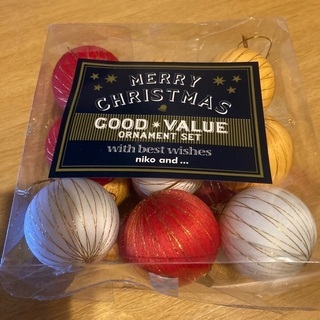 MERRY
CHRISTMAS
GOOD ★ VALUE
ORNAMENT SET
with best wishes
niko and ...